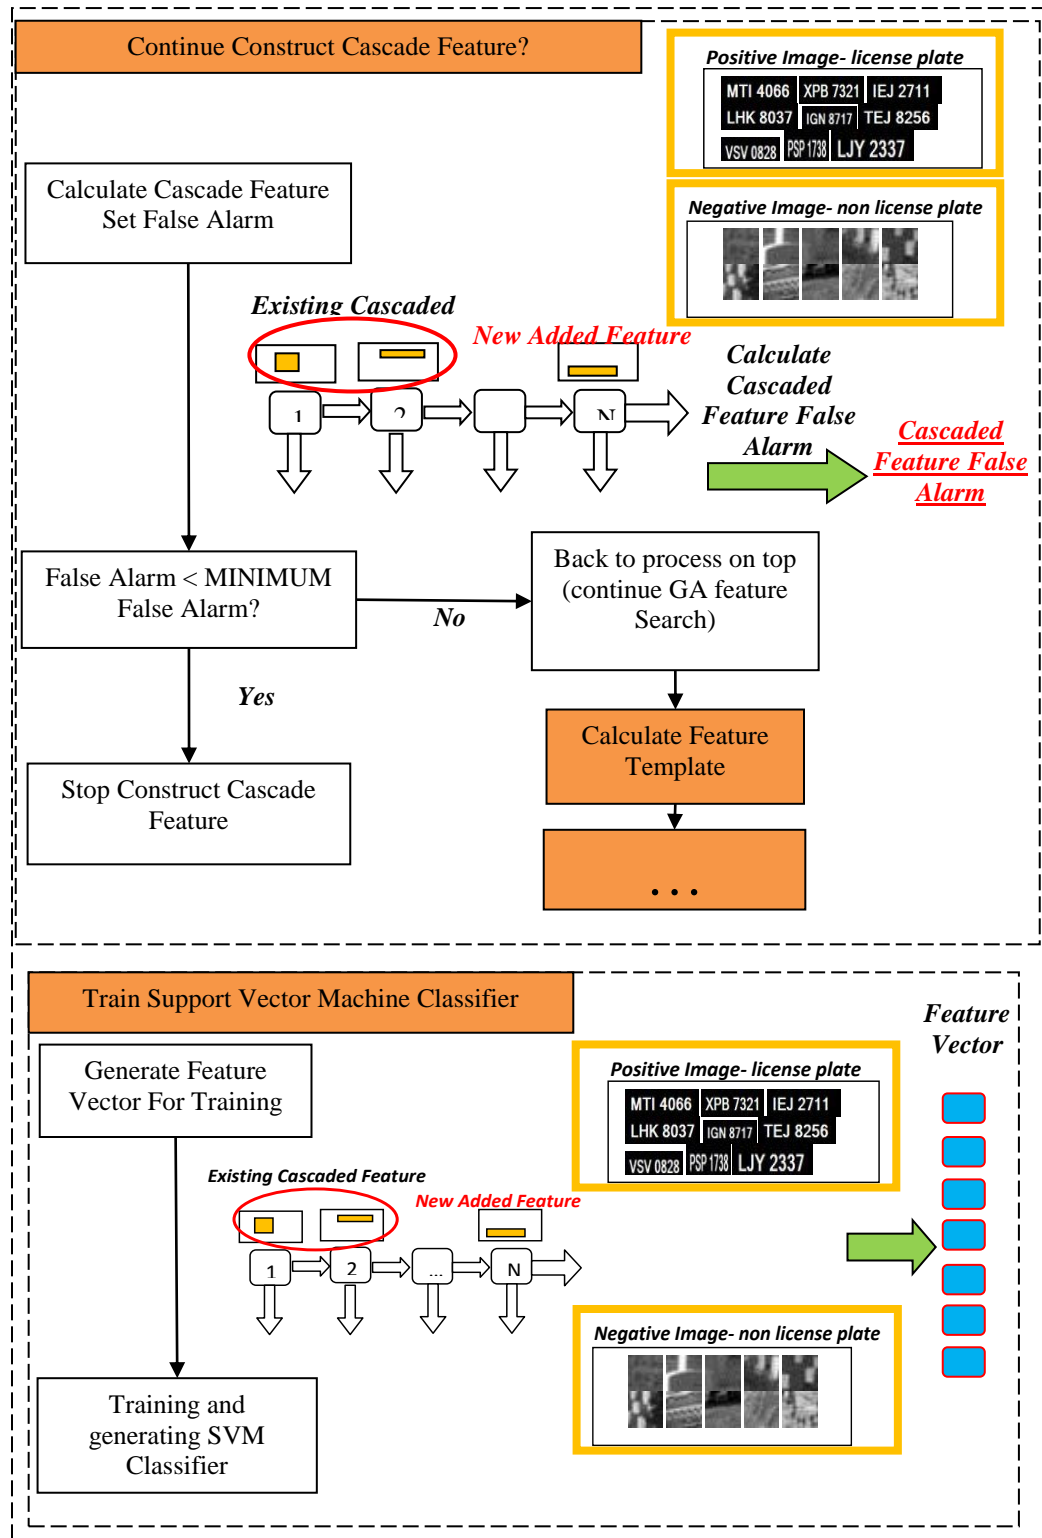 Continue Construct Cascade Feature?
Positive Image- license plate
MTI 4066 XPB 7321 IEJ 2711
LHK 8037 IGN 8717 TEJ 8256
VSV 0828 PSP 1738 LJY 2337
Calculate Cascade Feature
Set False Alarm
Negative Image- non license plate
Existing Cascaded
New Added Feature
Calculate
Cascaded
Feature False
Alarm
1 2 N
Cascaded
Feature False
Alarm
False Alarm < MINIMUM
False Alarm?
No
Back to process on top
(continue GA feature
Search)
Yes
Calculate Feature
Template
Stop Construct Cascade
Feature
. . .
Train Support Vector Machine Classifier
Feature
Vector
Generate Feature
Vector For Training
Positive Image- license plate
MTI 4066 XPB 7321 IEJ 2711
LHK 8037 IGN 8717 TEJ 8256
VSV 0828 PSP 1738 LJY 2337
Existing Cascaded Feature
New Added Feature
1 2 ... N
Negative Image- non license plate
Training and
generating SVM
Classifier